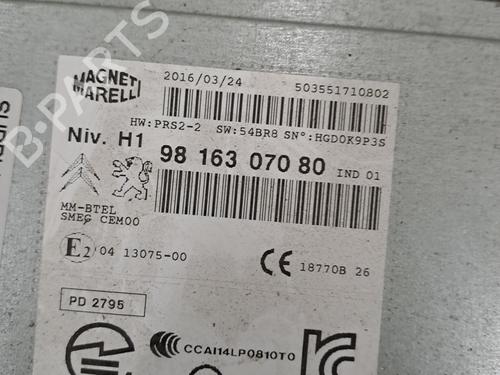 B-PARTS
MAGNETI
MARELLI
2016/03/24
503551710802
HW:PRS2-2 SW:54BR8 SN°:HGD0K9P3S
Niv. H1
98 163 070 80 IND 01
MM-BTEL
SMEG CEM00
E2 04 13075-00
CE 18770B 26
PD 2795
CCAI14LP0810T0